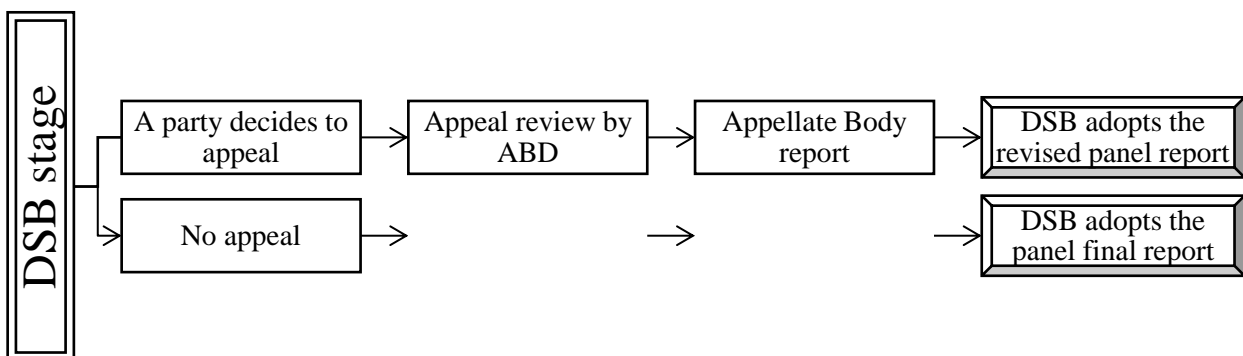 DSB stage
A party decides to
appeal
Appeal review by
ABD
Appellate Body
report
DSB adopts the
revised panel report
No appeal
DSB adopts the
panel final report